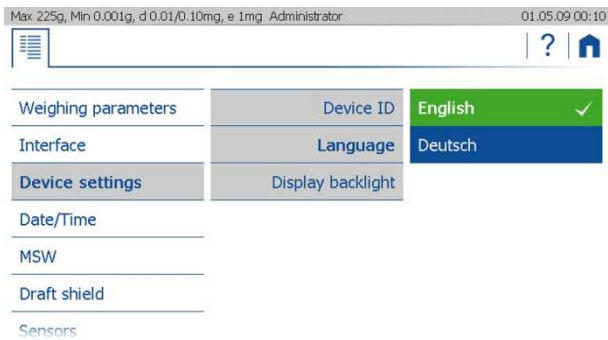 Max 225g, Min 0.001g, d 0.01/0.10mg, e 1mg Administrator 01.05.09 00:10
?
Weighing parameters Device ID English
Interface Language Deutsch
Device settings Display backlight
Date/Time
MSW
Draft shield
Sensors